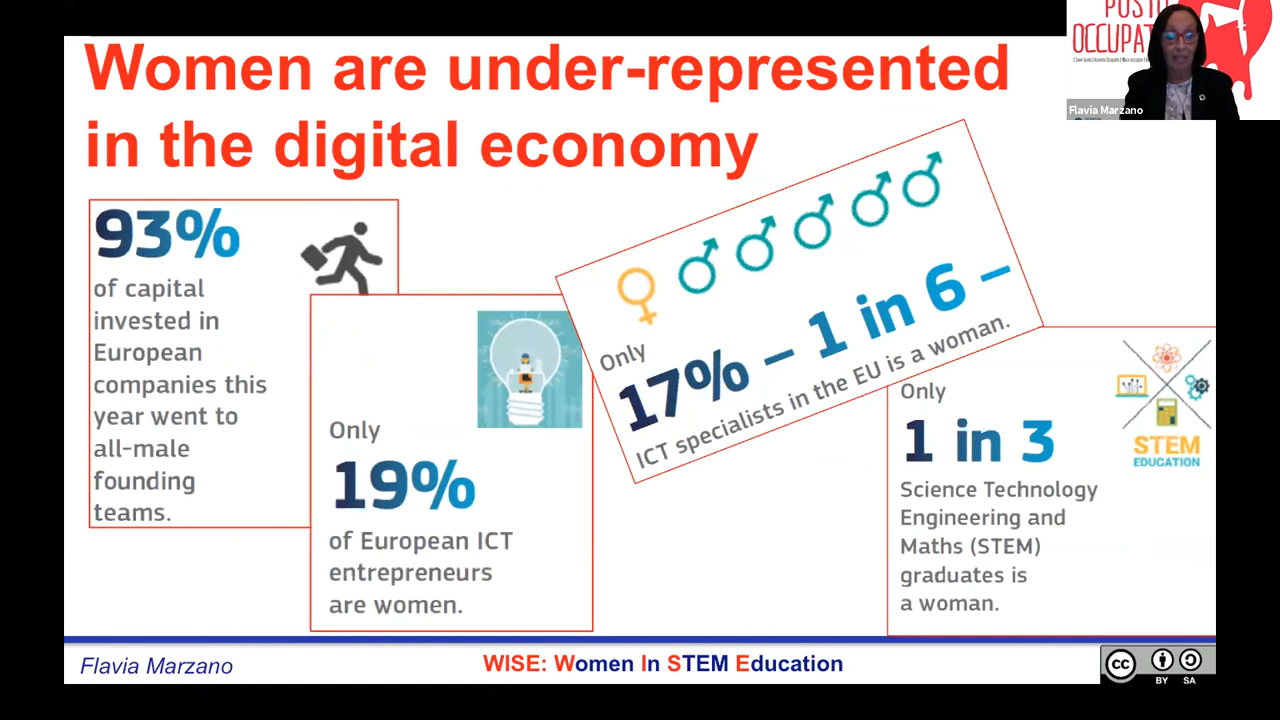 Women are under-represented
in the digital economy
POSTO
OCCUPAT
Flavia Marzano
93%
of capital
invested in
European
companies this
year went to
all-male
founding
teams.
Only
19%
of European ICT
entrepreneurs
are women.
Only
17% – 1 in 6 –
ICT specialists in the EU is a woman.
Only
1 in 3
Science Technology
Engineering and
Maths (STEM)
graduates is
a woman.
STEM
EDUCATION
Flavia Marzano
WISE: Women In STEM Education
cc
BY SA